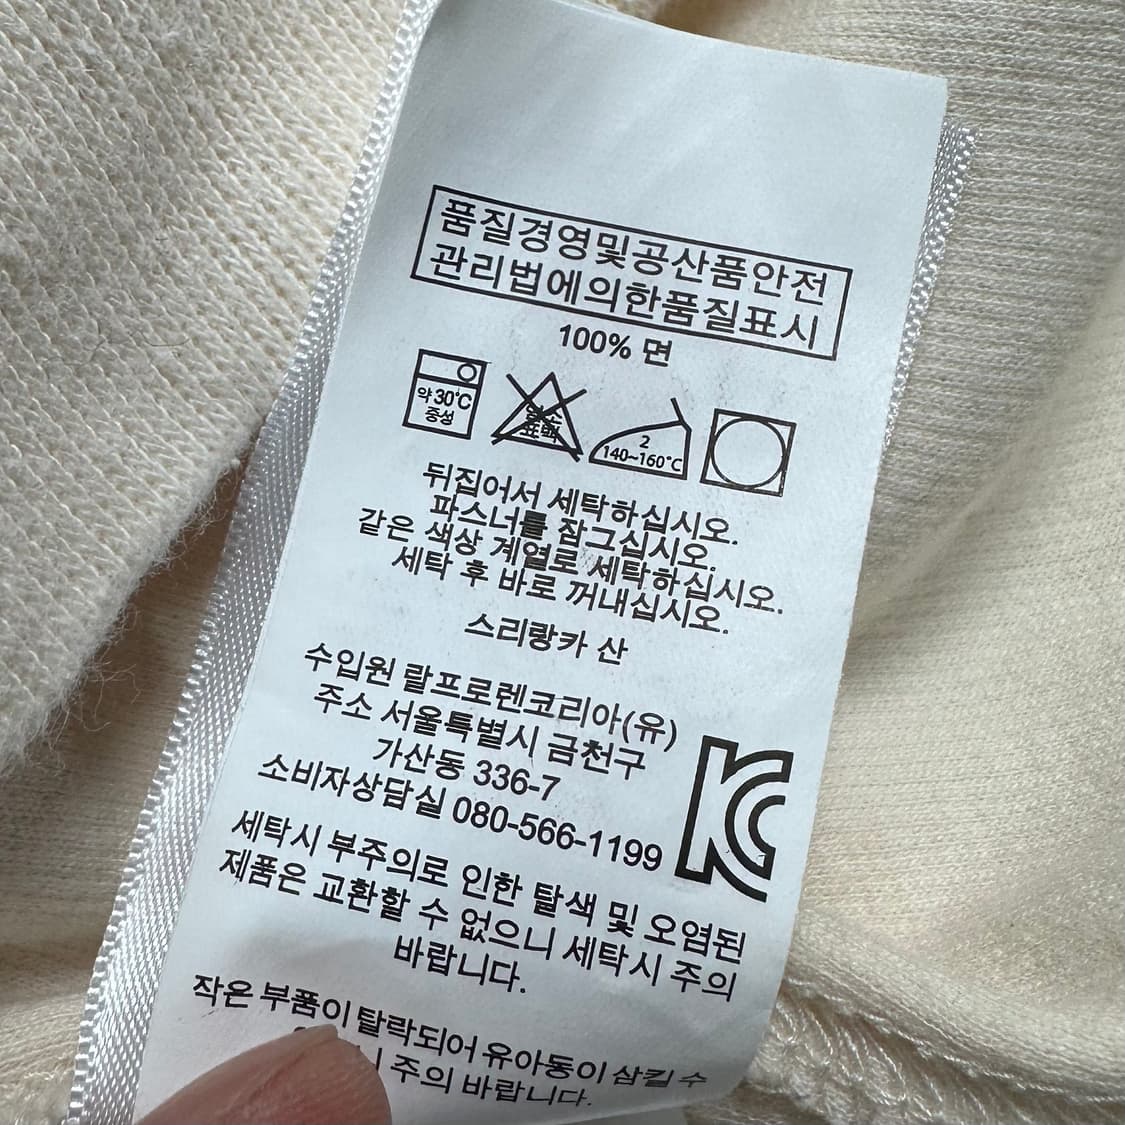 품질경영및공산품안전
관리법에의한품질표시
100% 면
약 30℃
중성
염소
표백
2
140~160℃
뒤집어서 세탁하십시오.
파스너를 잠그십시오.
같은 색상 계열로 세탁하십시오.
세탁 후 바로 꺼내십시오.
스리랑카 산
수입원 랄프로렌코리아(유)
주소 서울특별시 금천구
가산동 336-7
소비자상담실 080-566-1199
세탁시 부주의로 인한 탈색 및 오염된
제품은 교환할 수 없으니 세탁시 주의
바랍니다.
작은 부품이 탈락되어 유아동이 삼킬 수
주의 바랍니다.